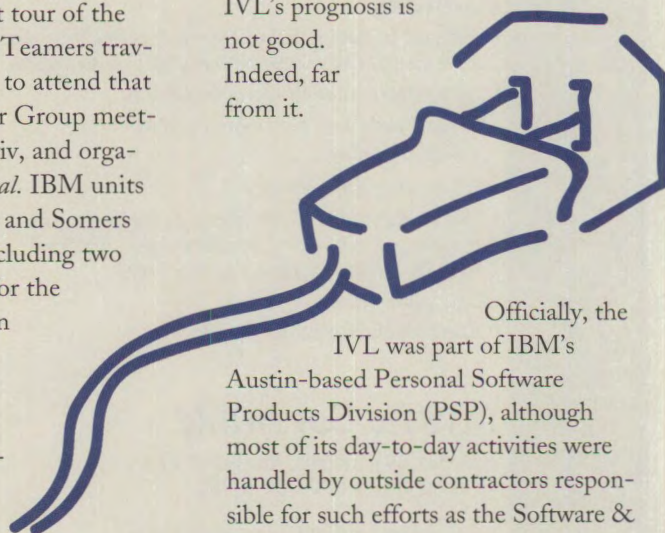 t tour of the
Teamers trav-
to attend that
r Group meet-
iv, and orga-
al. IBM units
and Somers
cluding two
or the
n
-
IVL's prognosis is
not good.
Indeed, far
from it.
Officially, the
IVL was part of IBM's
Austin-based Personal Software
Products Division (PSP), although
most of its day-to-day activities were
handled by outside contractors respon-
sible for such efforts as the Software &